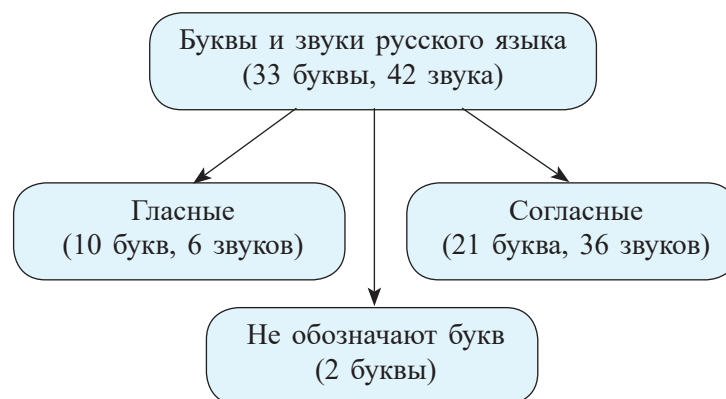 Буквы и звуки русского языка
(33 буквы, 42 звука)
Гласные
(10 букв, 6 звуков)
Согласные
(21 буква, 36 звуков)
Не обозначают букв
(2 буквы)